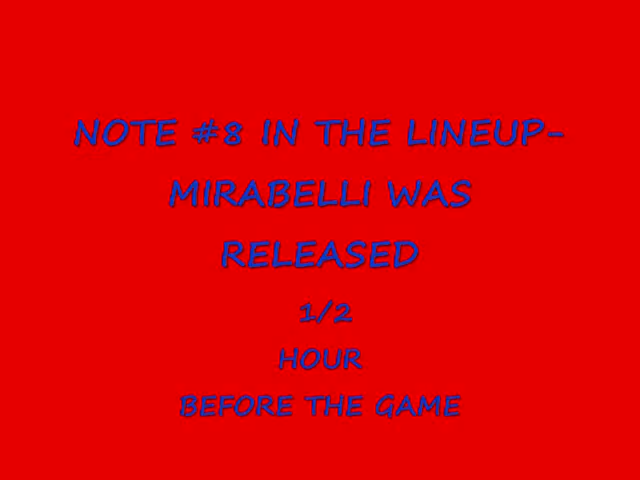 NOTE #8 IN THE LINEUP-
MIRABELLI WAS
RELEASED
1/2
HOUR
BEFORE THE GAME